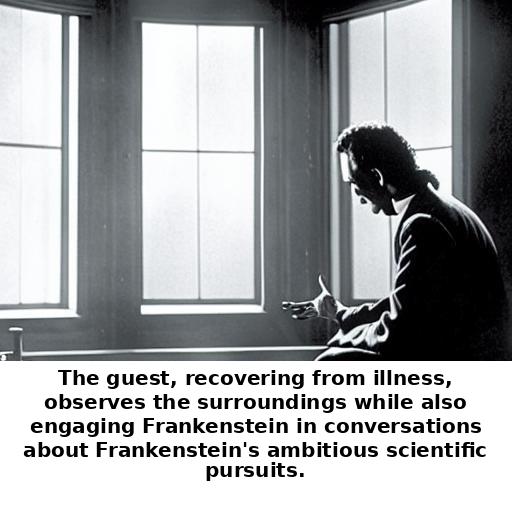 The guest, recovering from illness,
observes the surroundings while also
engaging Frankenstein in conversations
about Frankenstein's ambitious scientific
pursuits.